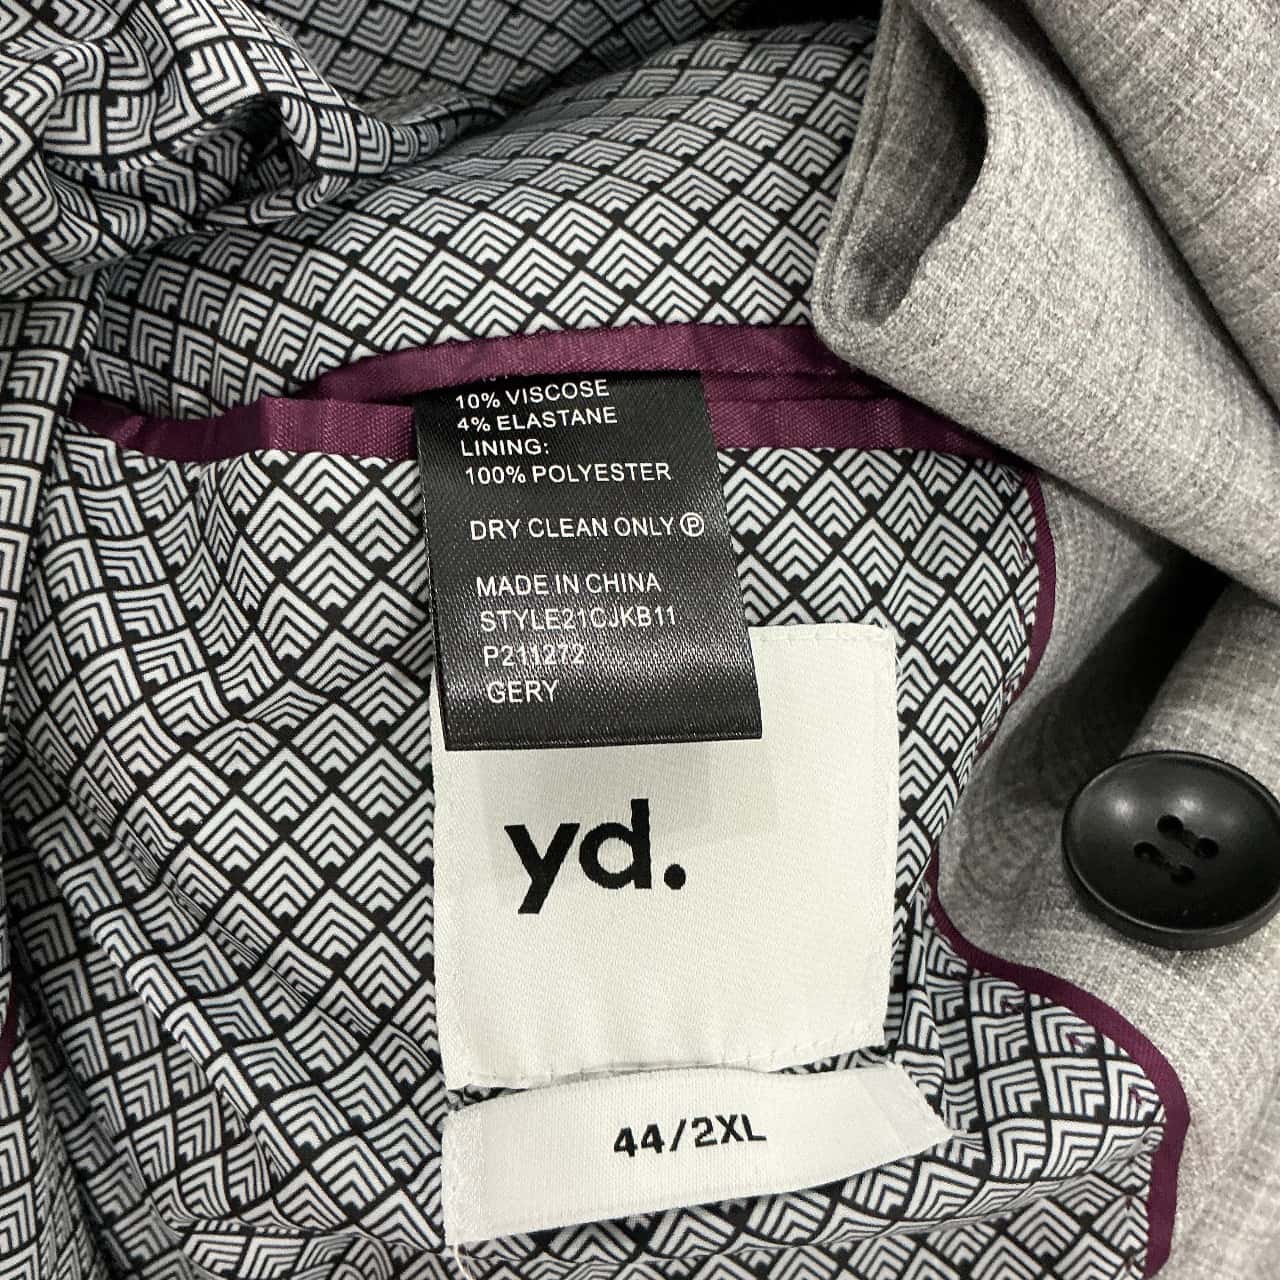 10% VISCOSE
4% ELASTANE
LINING:
100% POLYESTER
DRY CLEAN ONLY Ⓟ
MADE IN CHINA
STYLE21CJKB11
P211272
GERY
yd.
44/2XL